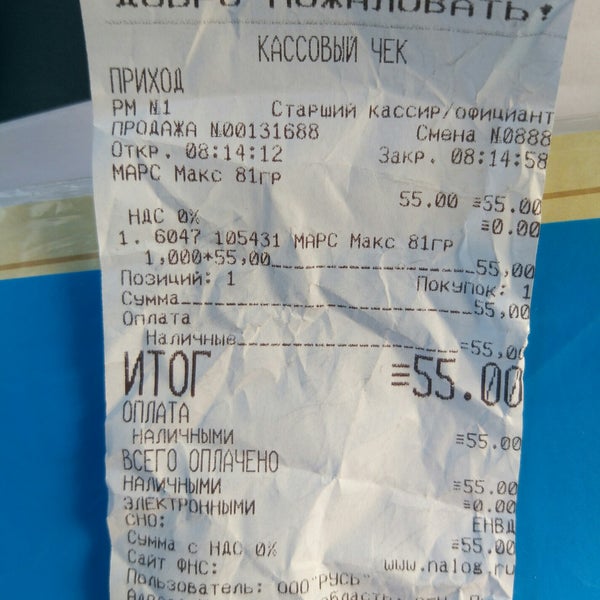 ДОБРО ПОЖАЛОВАТЬ!
КАССОВЫЙ ЧЕК
ПРИХОД
РМ №1 Старший кассир/официант
ПРОДАЖА №00131688 Смена №0888
Откр. 08:14:12 Закр. 08:14:58
МАРС Макс 81гр
55.00 ≡55.00
НДС 0% ≡0.00
1. 6047 105431 МАРС Макс 81гр
1,000*55,00 55,00
Позиций: 1 Покупок: 1
Сумма 55,00
Оплата
Наличные =55,00
ИТОГ ≡55.00
ОПЛАТА
НАЛИЧНЫМИ ≡55.00
ВСЕГО ОПЛАЧЕНО
НАЛИЧНЫМИ ≡55.00
ЭЛЕКТРОННЫМИ ≡0.00
СНО: ЕНВД
Сумма с НДС 0% ≡55.00
Сайт ФНС: www.nalog.ru
Пользователь: ООО"РУСЬ"